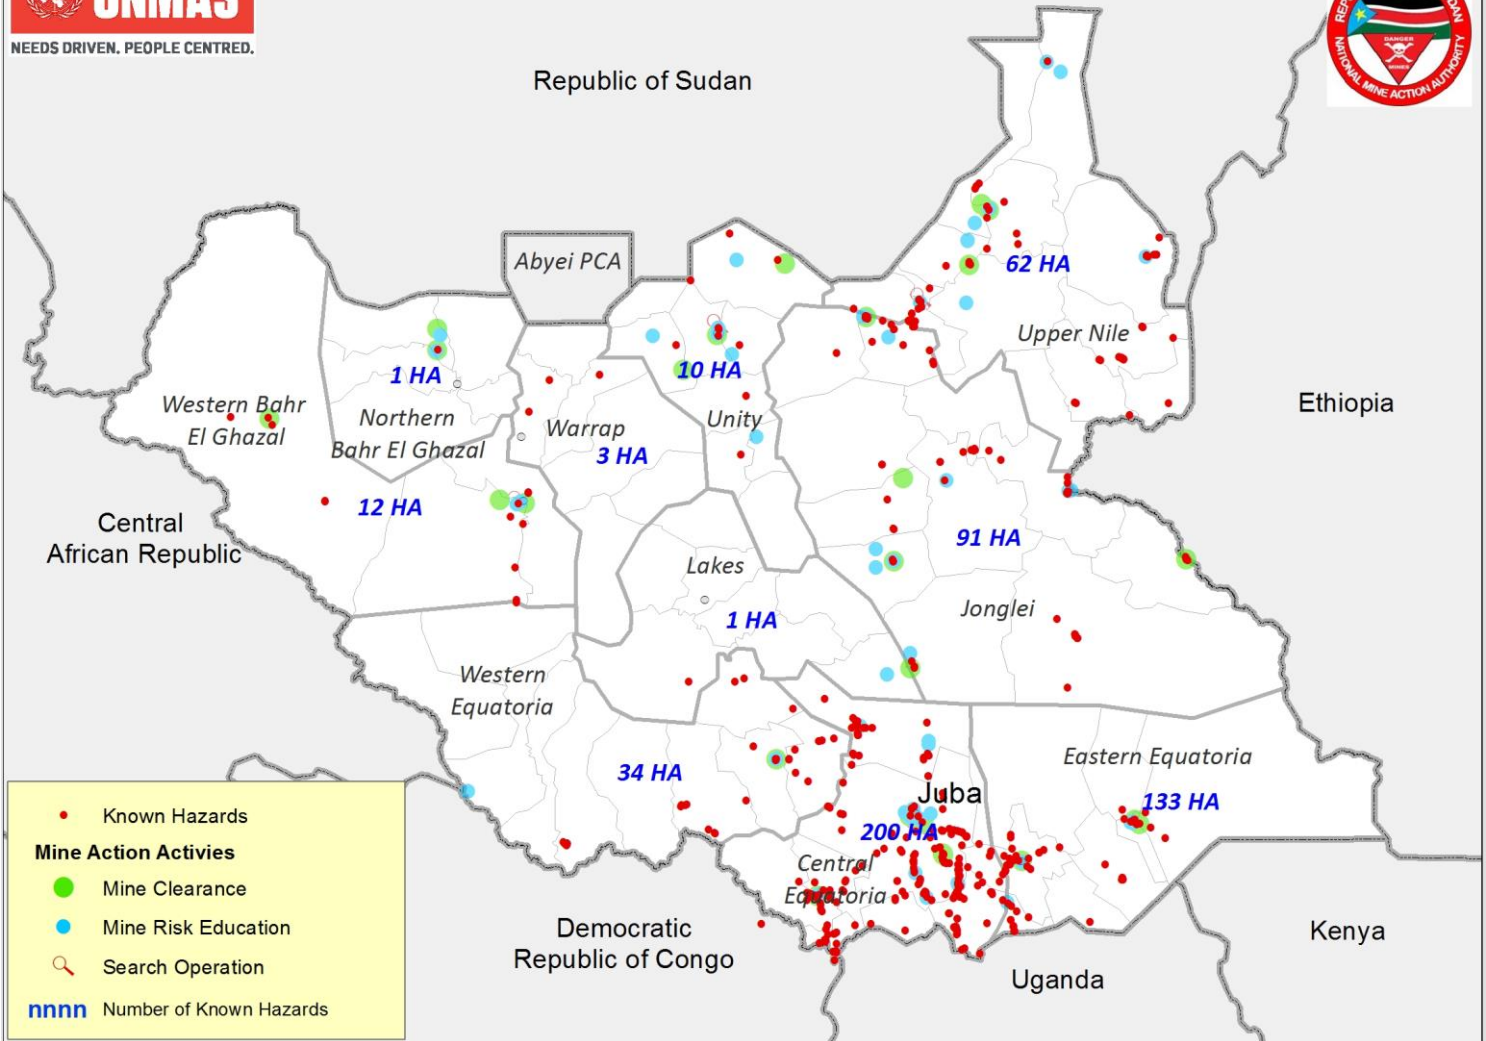 UNMAS
NEEDS DRIVEN. PEOPLE CENTRED.
NATIONAL MINE ACTION AUTHORITY
DANGER
MINES
Republic of Sudan
Abyei PCA
62 HA
Upper Nile
1 HA
10 HA
Ethiopia
Western Bahr
El Ghazal
Northern
Bahr El Ghazal
Warrap
Unity
3 HA
12 HA
Central
African Republic
91 HA
Lakes
Jonglei
1 HA
Western
Equatoria
34 HA
Eastern Equatoria
Juba
133 HA
200 HA
Central
Equatoria
Democratic
Republic of Congo
Kenya
Uganda
Known Hazards
Mine Action Activies
Mine Clearance
Mine Risk Education
Search Operation
nnnn Number of Known Hazards